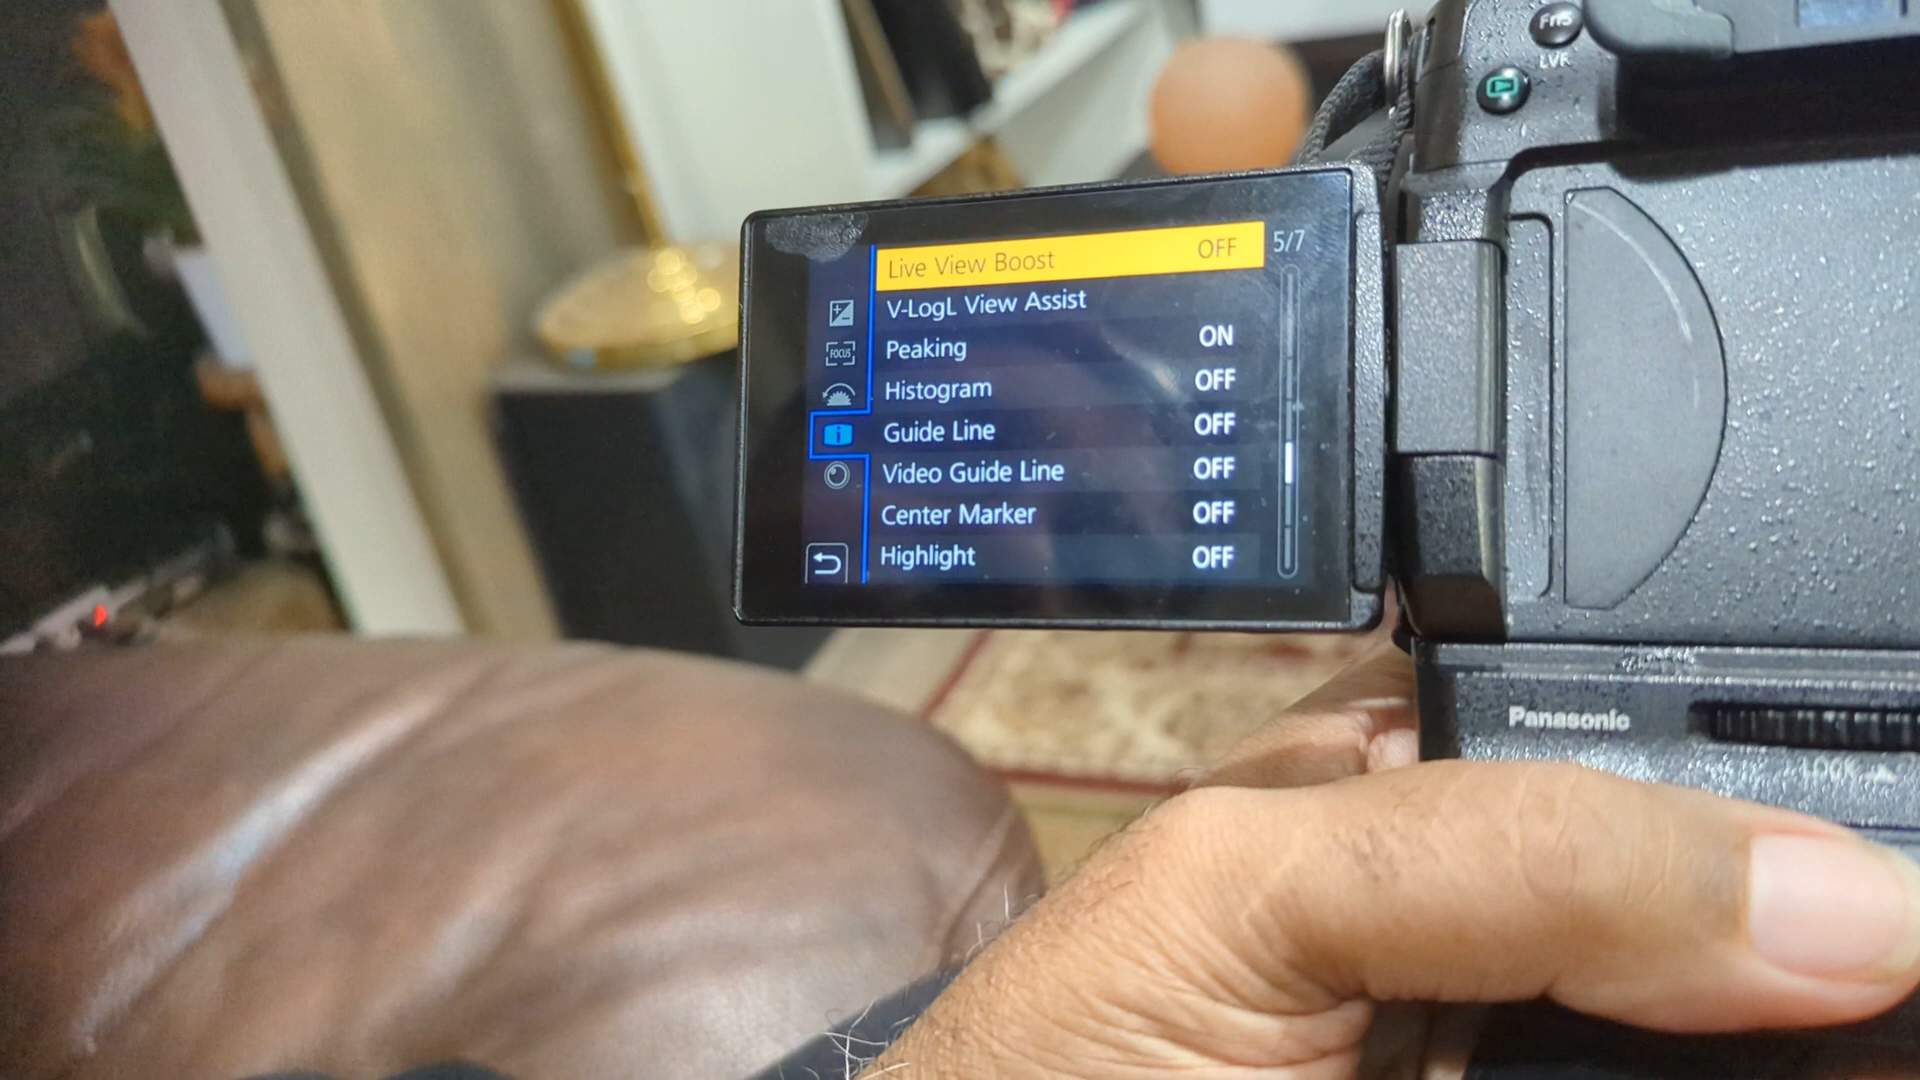 Fn5
LVF
Live View Boost OFF 5/7
V-LogL View Assist
Peaking ON
Histogram OFF
FOCUS
Guide Line OFF
Video Guide Line OFF
Center Marker OFF
Highlight OFF
Panasonic
LOCK